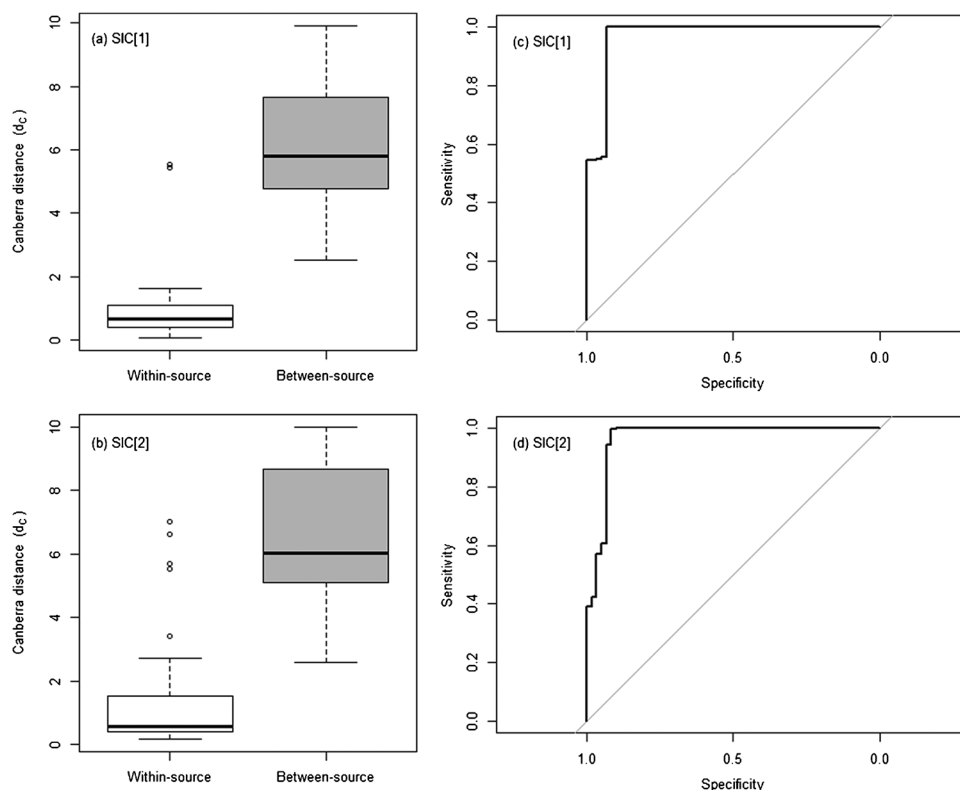 (a) SIC[1]
Canberra distance (dC)
10
8
6
4
2
0
Within-source
Between-source
(c) SIC[1]
Sensitivity
1.0
0.8
0.6
0.4
0.2
0.0
1.0
0.5
0.0
Specificity
(b) SIC[2]
Canberra distance (dC)
10
8
6
4
2
0
Within-source
Between-source
(d) SIC[2]
Sensitivity
1.0
0.8
0.6
0.4
0.2
0.0
1.0
0.5
0.0
Specificity